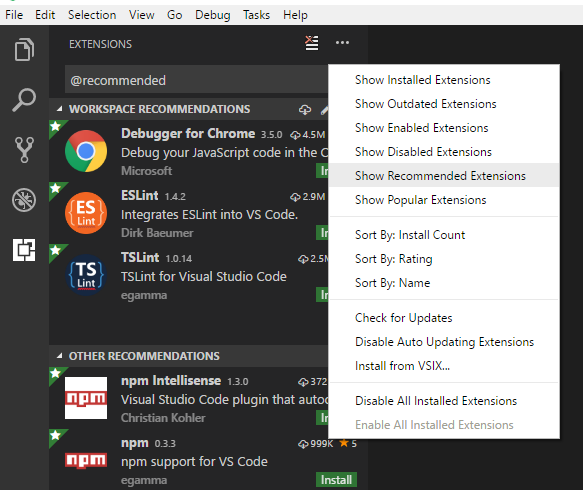 File Edit Selection View Go Debug Tasks Help
EXTENSIONS
@recommended
WORKSPACE RECOMMENDATIONS
Debugger for Chrome 3.5.0 4.5M
Debug your JavaScript code in the
Microsoft
ES
Lint
ESLint 1.4.2 2.9M
Integrates ESLint into VS Code.
Dirk Baeumer
TS
Lint
TSLint 1.0.14 2.5M
TSLint for Visual Studio Code
egamma
OTHER RECOMMENDATIONS
npm
npm Intellisense 1.3.0 372
Visual Studio Code plugin that
Christian Kohler
npm
npm 0.3.3 999K 5
npm support for VS Code
egamma Install
Show Installed Extensions
Show Outdated Extensions
Show Enabled Extensions
Show Disabled Extensions
Show Recommended Extensions
Show Popular Extensions
Sort By: Install Count
Sort By: Rating
Sort By: Name
Check for Updates
Disable Auto Updating Extensions
Install from VSIX...
Disable All Installed Extensions
Enable All Installed Extensions